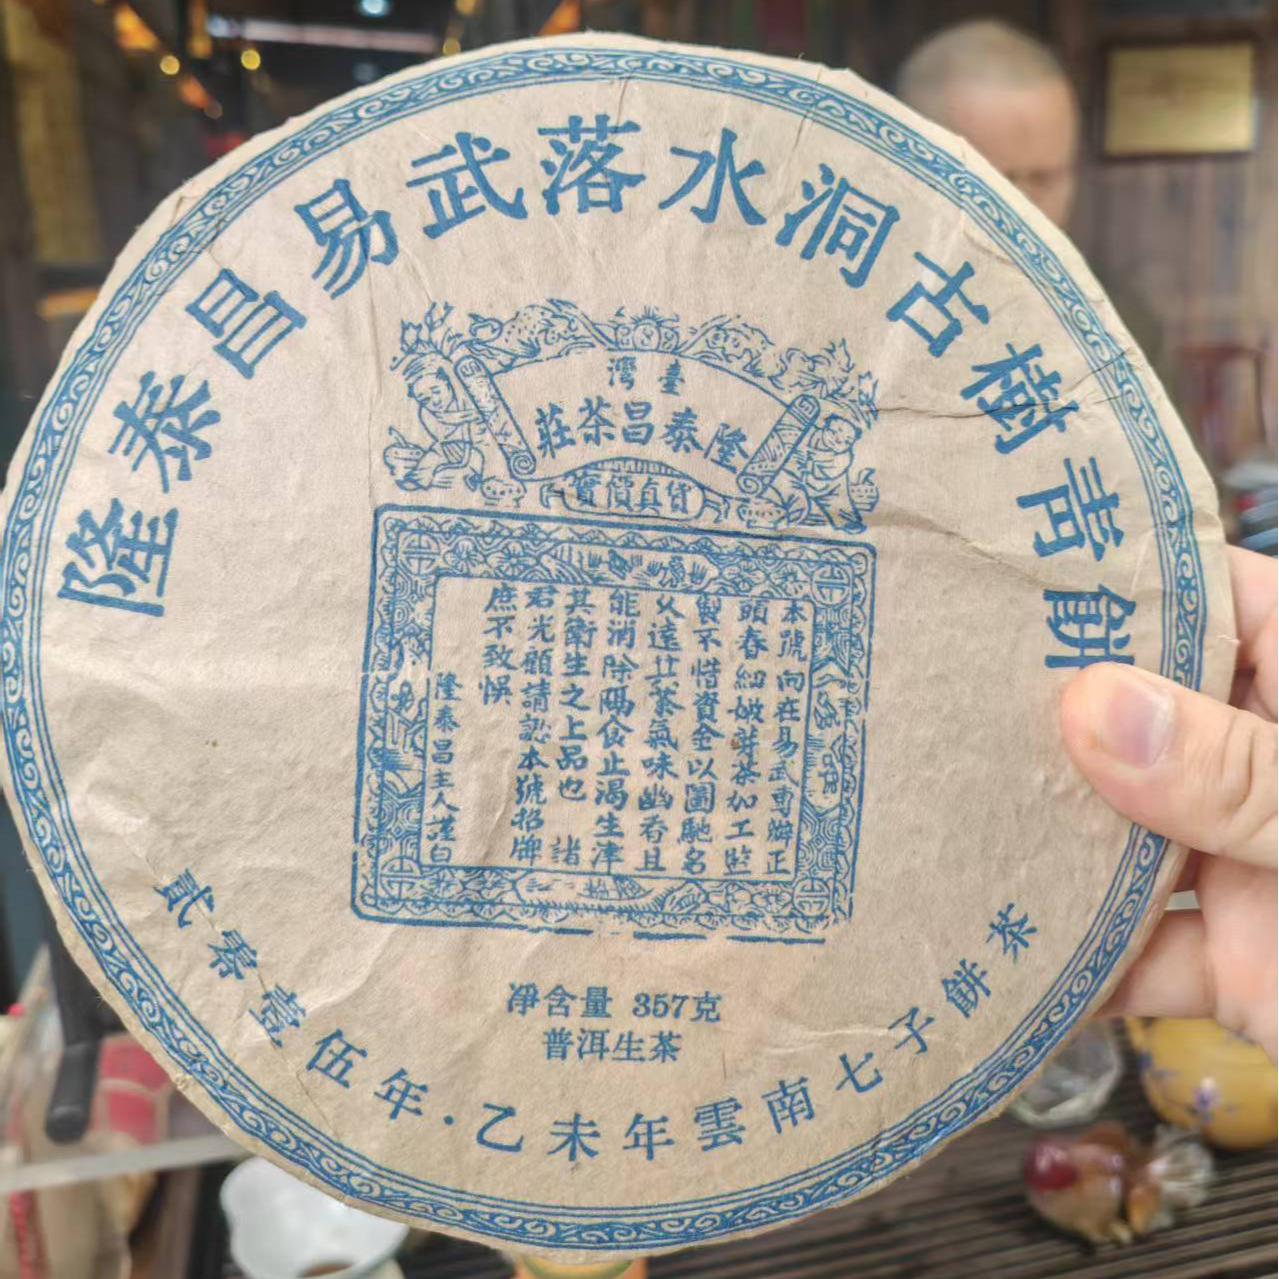 隆泰昌易武落水洞古樹青餅
臺灣
隆泰昌茶莊
貨真價實
本號向在易武重辦正
頭春細嫩芽茶加工監
製不惜資金以圖馳名
久遠其茶氣味幽香且
能消除隔食止渴生津
其衛生之上品也 諸
君光顧請認本號招牌
庶不致悮
隆泰昌主人謹白
淨含量 357克
普洱生茶
貳零壹伍年·乙未年雲南七子餅茶